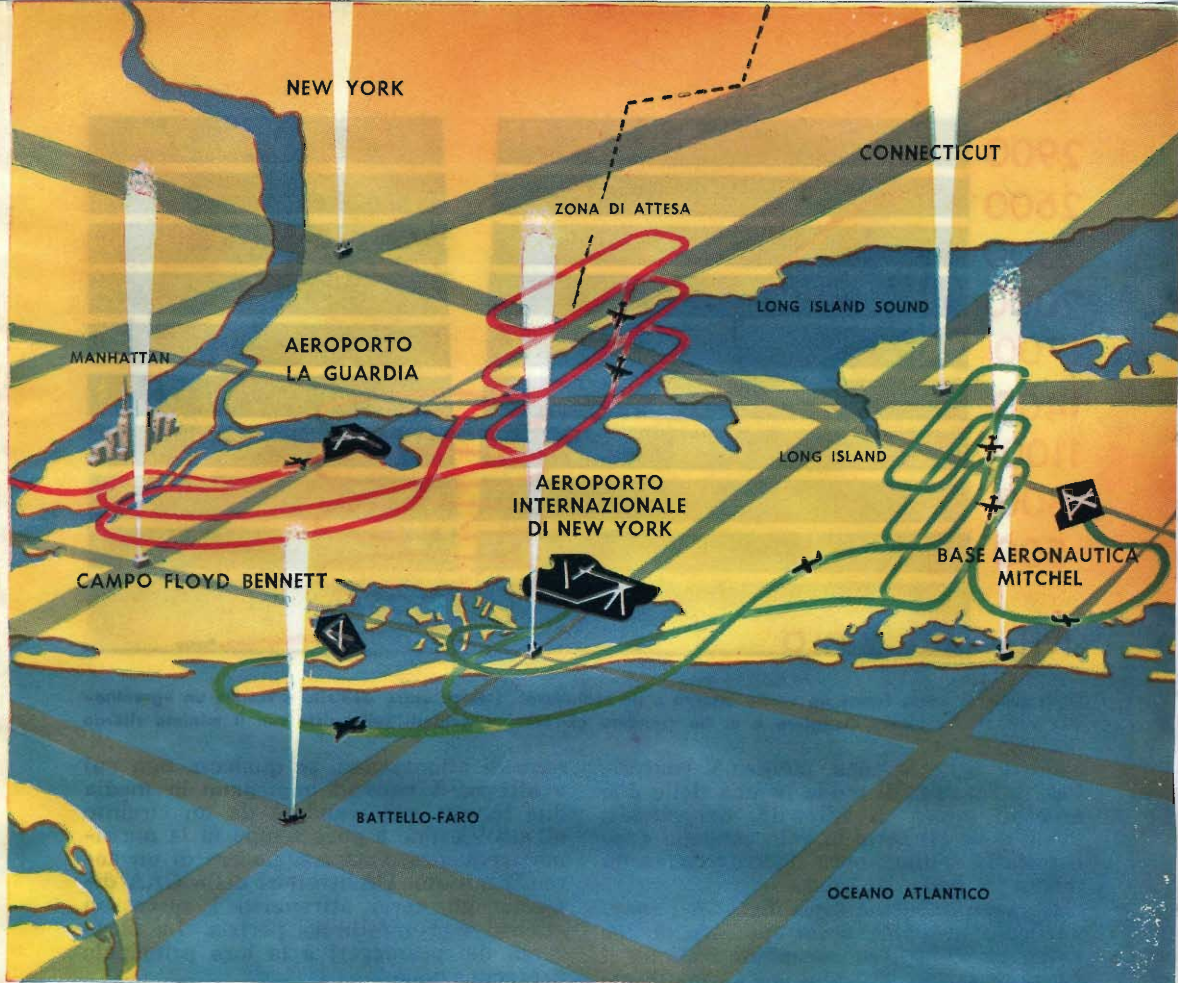 NEW YORK
CONNECTICUT
ZONA DI ATTESA
LONG ISLAND SOUND
MANHATTAN
AEROPORTO
LA GUARDIA
LONG ISLAND
AEROPORTO
INTERNAZIONALE
DI NEW YORK
BASE AERONAUTICA
MITCHEL
CAMPO FLOYD BENNETT
BATTELLO-FARO
OCEANO ATLANTICO